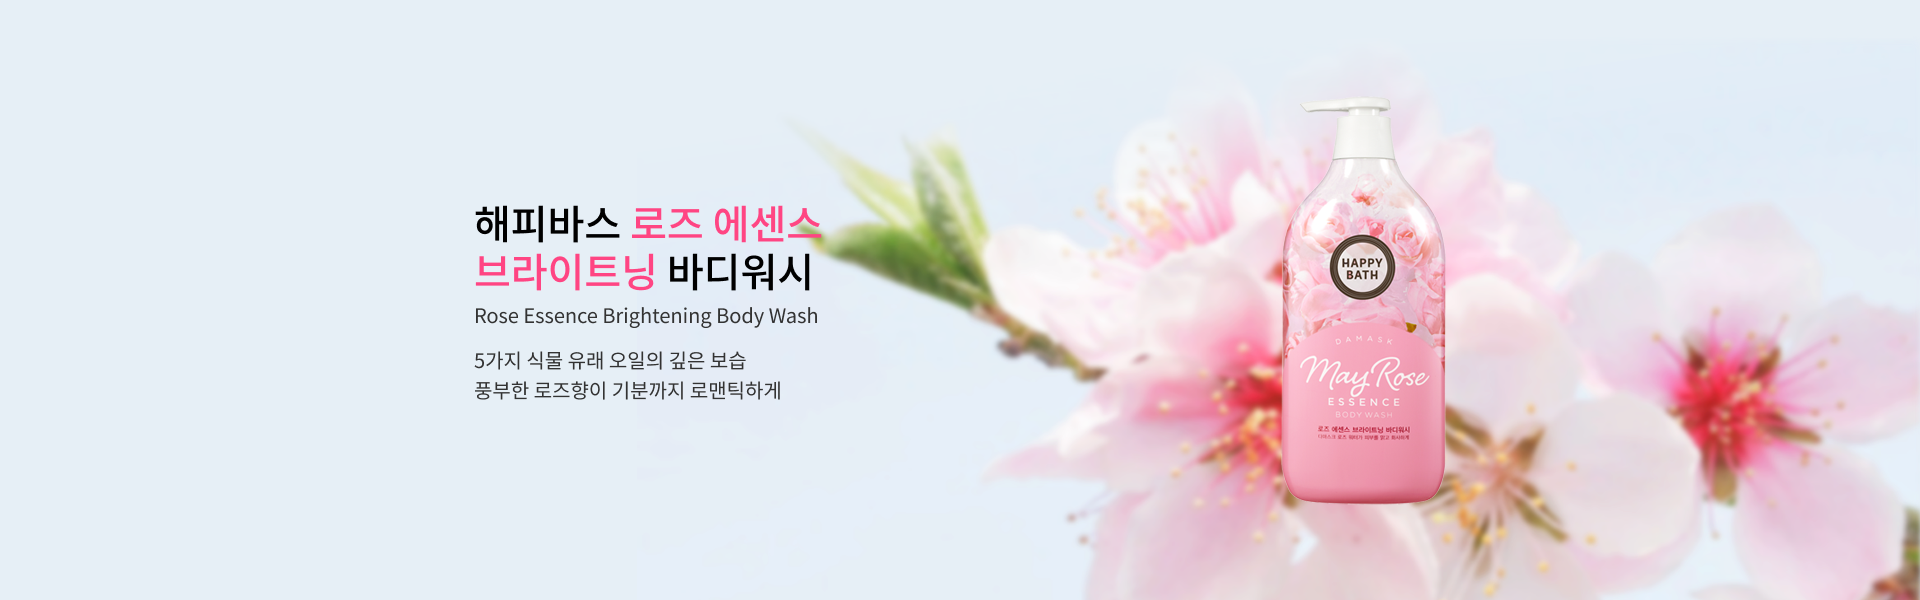 해피바스 로즈 에센스
브라이트닝 바디워시
Rose Essence Brightening Body Wash
5가지 식물 유래 오일의 깊은 보습
풍부한 로즈향이 기분까지 로맨틱하게
HAPPY
BATH
DAMASK
May Rose
ESSENCE
BODY WASH
로즈 에센스 브라이트닝 바디워시